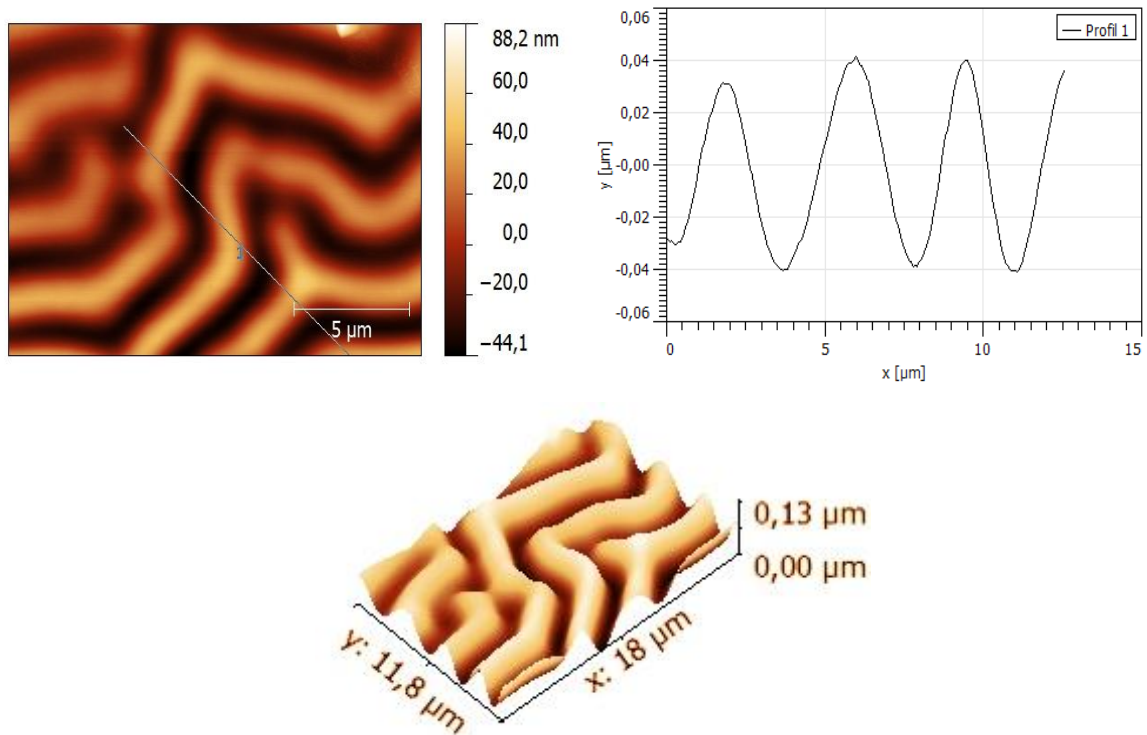 88,2 nm
60,0
40,0
20,0
0,0
−20,0
−44,1
1
5 µm
0,06
0,04
0,02
-0,00
-0,02
-0,04
-0,06
y [µm]
Profil 1
0
5
10
15
x [µm]
0,13 µm
0,00 µm
y: 11,8 µm
x: 18 µm